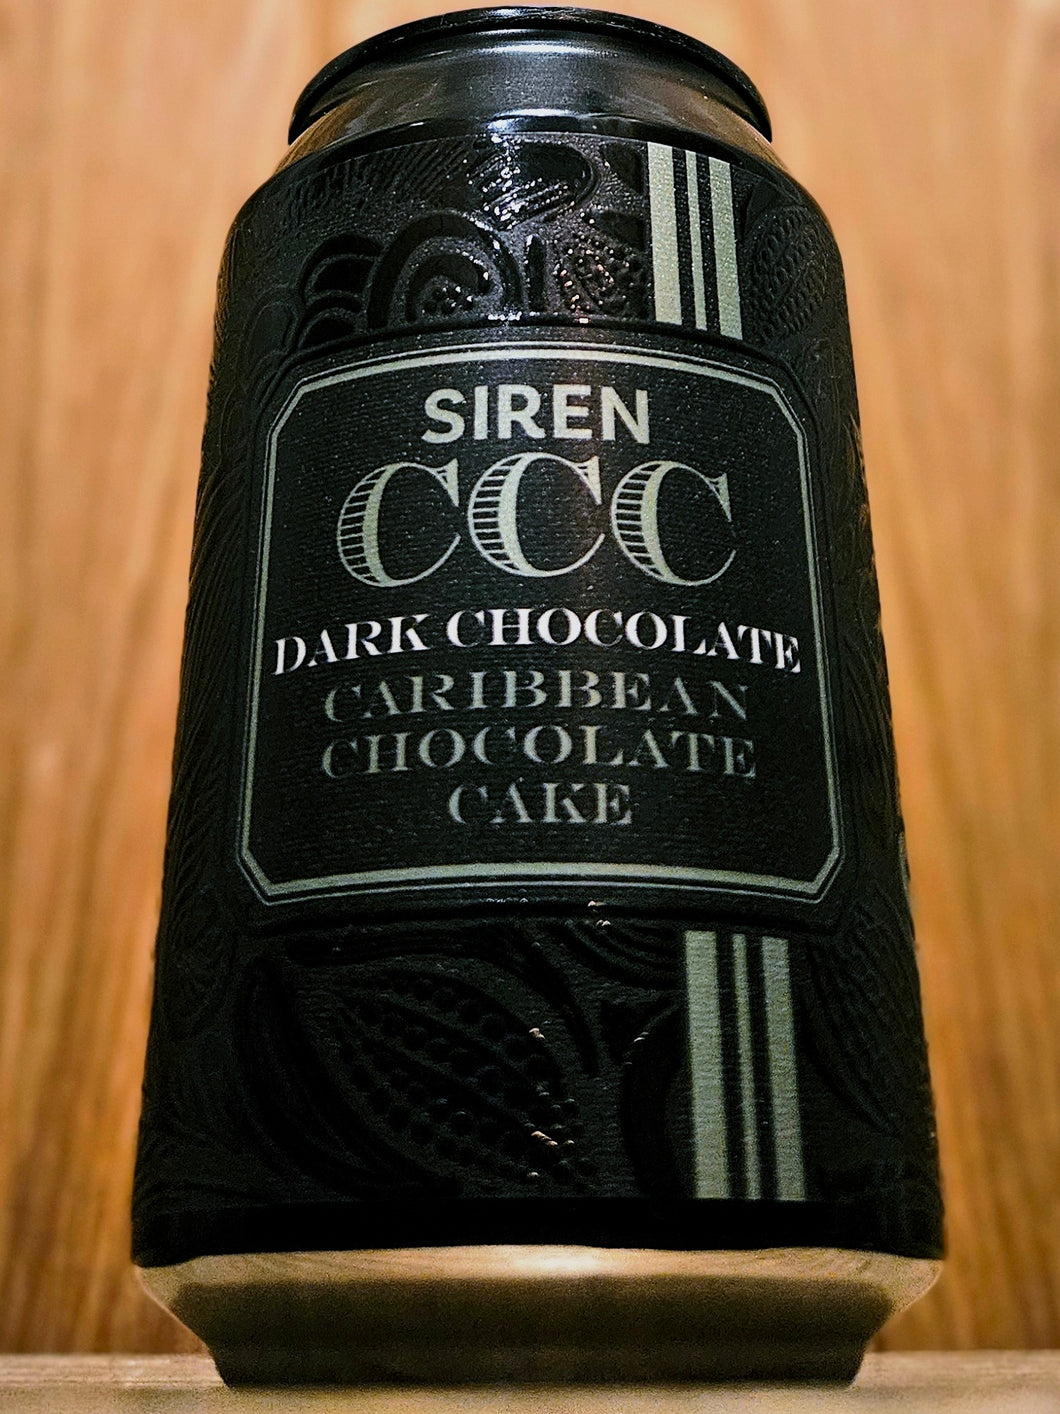 SIREN
CCC
DARK CHOCOLATE
CARIBBEAN
CHOCOLATE
CAKE